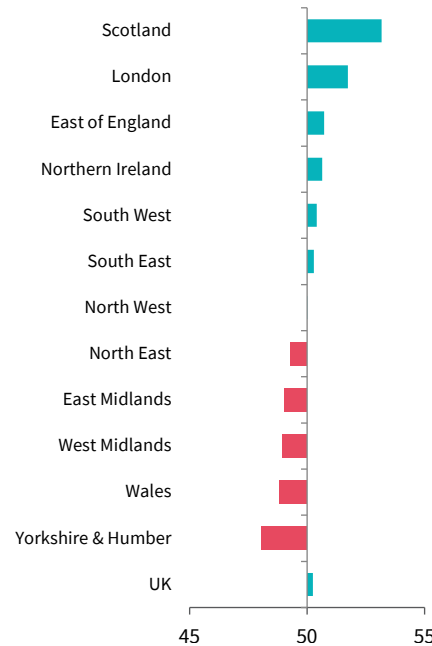 Scotland
London
East of England
Northern Ireland
South West
South East
North West
North East
East Midlands
West Midlands
Wales
Yorkshire & Humber
UK
45 50 55